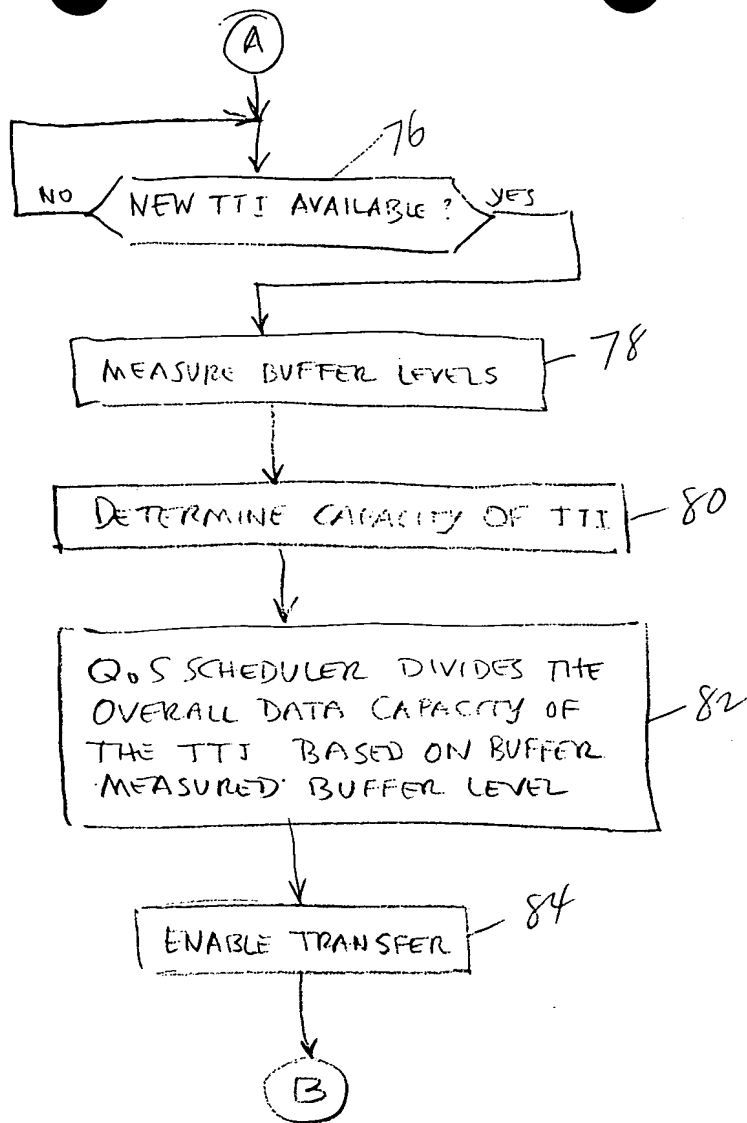 A
76
NO
NEW TTI AVAILABLE ?
YES
MEASURE BUFFER LEVELS
78
DETERMINE CAPACITY OF TTI
80
QoS SCHEDULER DIVIDES THE
OVERALL DATA CAPACITY OF
THE TTI BASED ON BUFFER
MEASURED BUFFER LEVEL
82
ENABLE TRANSFER
84
B